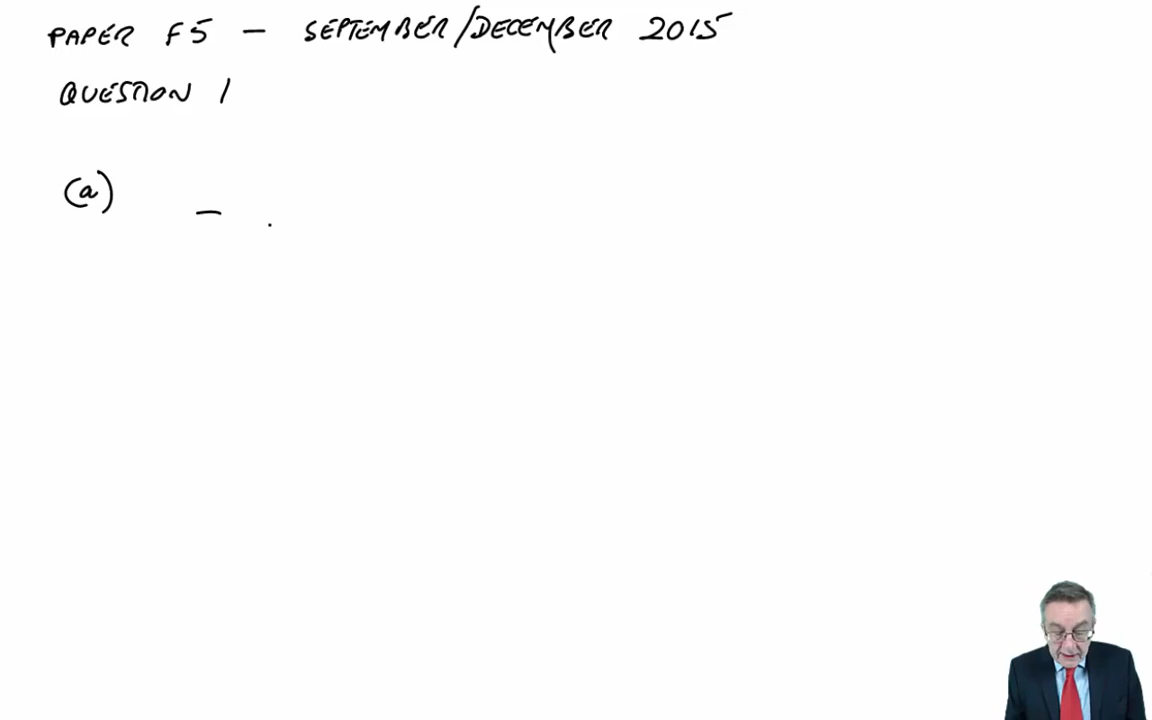 PAPER F5 – SEPTEMBER/DECEMBER 2015
QUESTION 1
(a) –